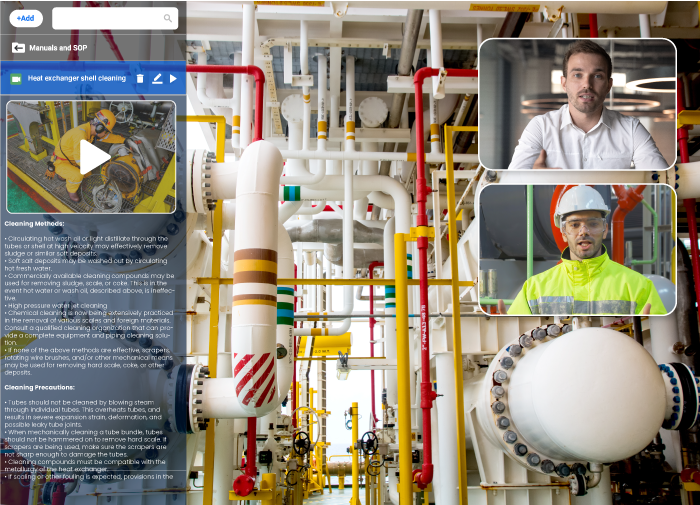 +Add
Manuals and SOP
Heat exchanger shell cleaning
Cleaning Methods:
• Circulating hot wash oil or light distillate through the
tubes or shell at high velocity may effectively remove
sludge or similar soft deposits.
• Soft salt deposits may be washed out by circulating
hot fresh water.
• Commercially available cleaning compounds may be
used for removing sludge, scale, or coke. This is in the
event hot water or wash oil, described above, is ineffec-
tive.
• High pressure water jet cleaning
• Chemical cleaning is now being extensively practiced
in the removal of various scales and foreign materials.
Consult a qualified cleaning organization that can pro-
vide a complete equipment and piping cleaning solu-
tion.
• If none of the above methods are effective, scrapers,
rotating wire brushes, and/or other mechanical means
may be used for removing hard scale, coke, or other
deposits.
Cleaning Precautions:
• Tubes should not be cleaned by blowing steam
through individual tubes. This overheats tubes, and
results in severe expansion strain, deformation, and
possible leaky tube joints.
• When mechanically cleaning a tube bundle, tubes
should not be hammered on to remove hard scale. If
scrapers are being used, make sure the scrapers are
not sharp enough to damage the tubes.
• Cleaning compounds must be compatible with the
metallurgy of the heat exchanger.
• If scaling or other fouling is expected, provisions in the